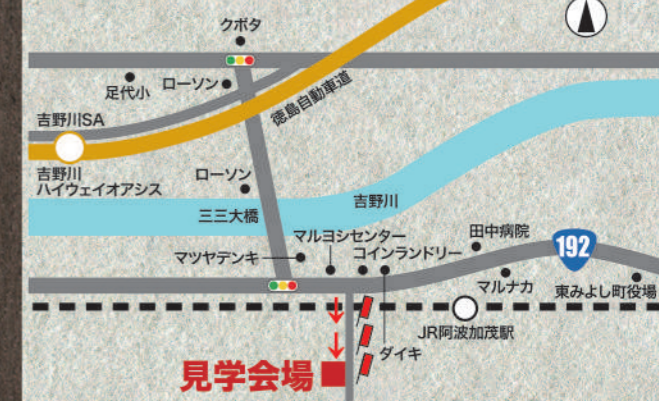 クボタ
足代小
ローソン
徳島自動車道
吉野川SA
吉野川
ハイウェイオアシス
ローソン
吉野川
三三大橋
マルヨシセンター
田中病院
192
マツヤデンキ
コインランドリー
マルナカ
東みよし町役場
JR阿波加茂駅
ダイキ
見学会場